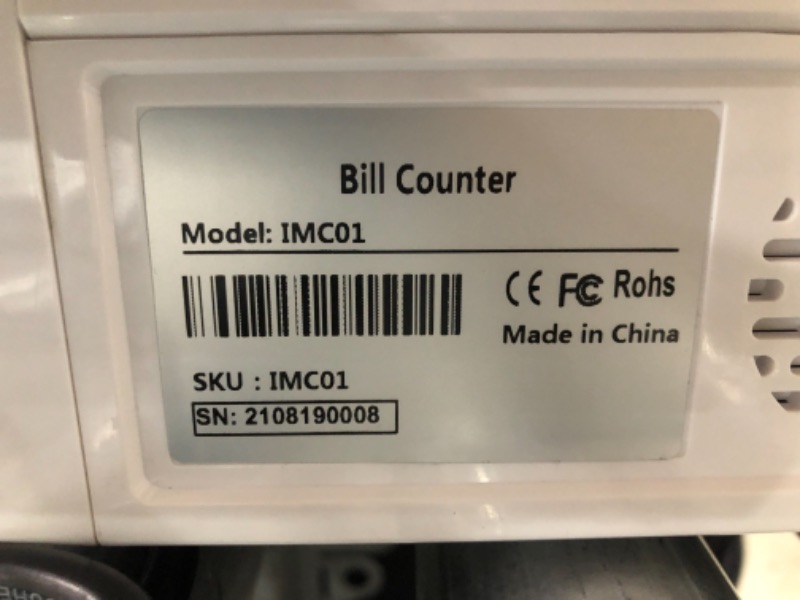 Bill Counter
Model: IMC01
CE FC Rohs
Made in China
SKU : IMC01
SN: 2108190008